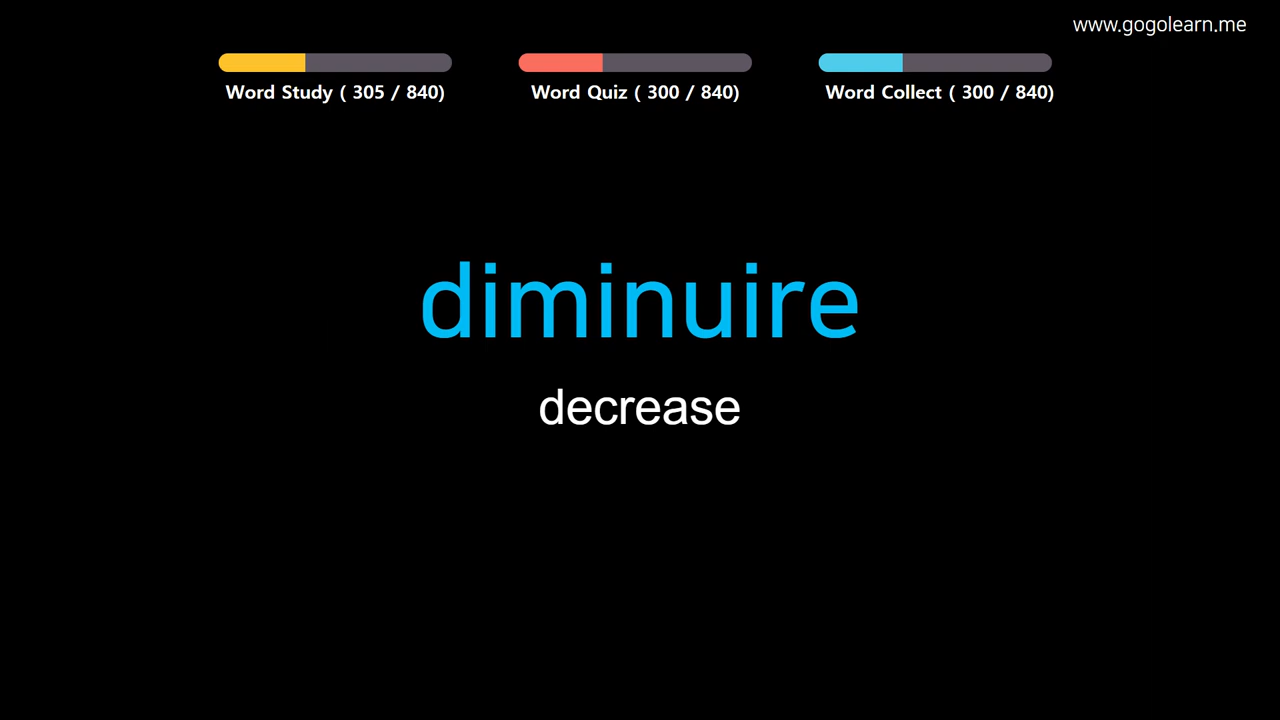 www.gogolearn.me
Word Study ( 305 / 840)
Word Quiz ( 300 / 840)
Word Collect ( 300 / 840)
diminuire
decrease